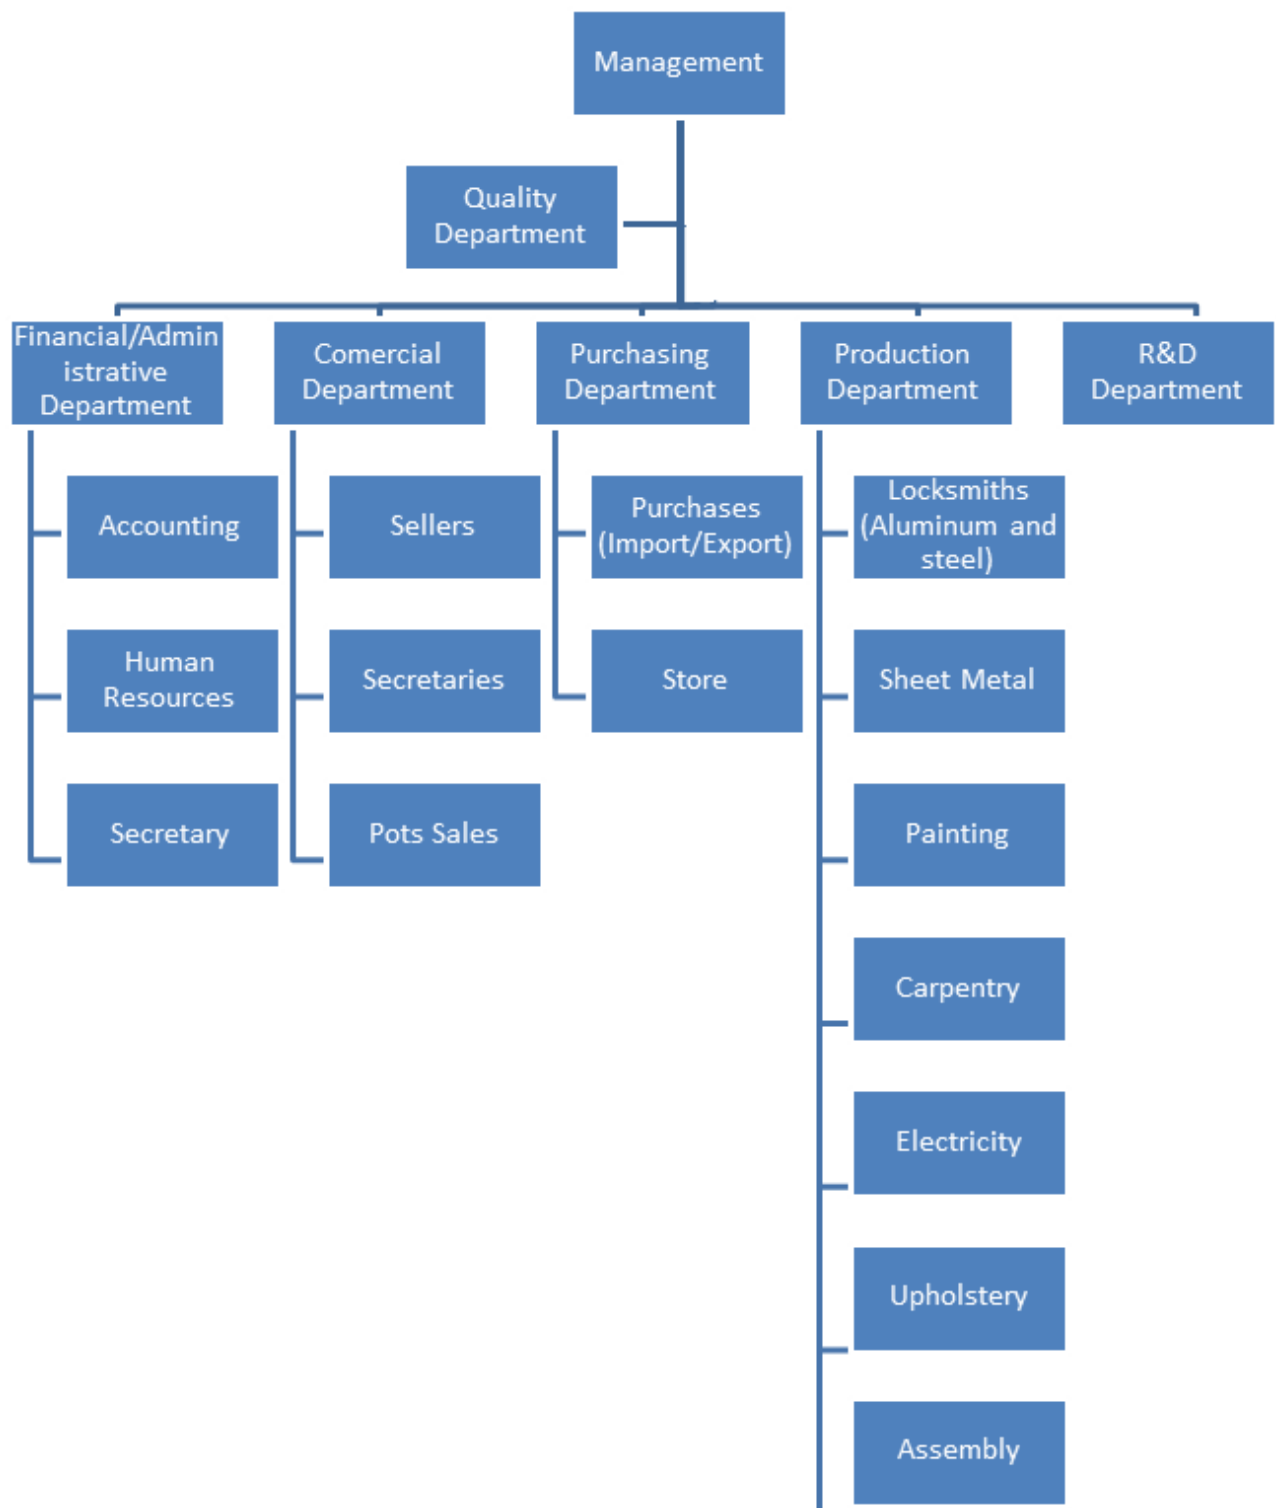 Management
Quality
Department
Financial/Admin
istrative
Department
Comercial
Department
Purchasing
Department
Production
Department
R&D
Department
Accounting
Human
Resources
Secretary
Sellers
Secretaries
Pots Sales
Purchases
(Import/Export)
Store
Locksmiths
(Aluminum and
steel)
Sheet Metal
Painting
Carpentry
Electricity
Upholstery
Assembly